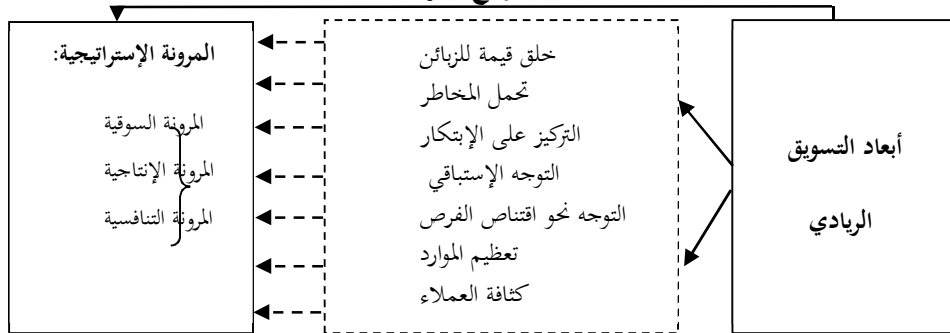 أبعاد التسويق
الريادي
خلق قيمة للزبائن
تحمل المخاطر
التركيز على الإبتكار
التوجه الإستباقي
التوجه نحو اقتناص الفرص
تعظيم الموارد
كثافة العملاء
المرونة الإستراتيجية:
المرونة السوقية
المرونة الإنتاجية
المرونة التنافسية